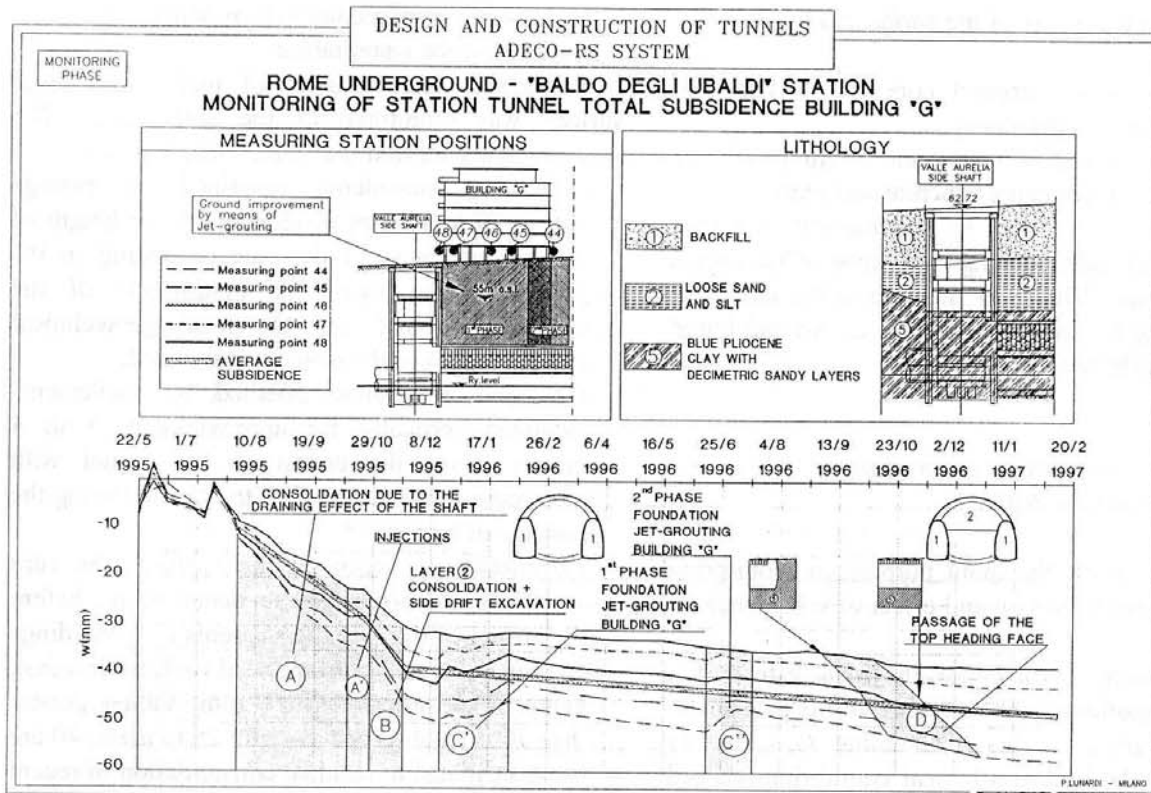 DESIGN AND CONSTRUCTION OF TUNNELS
ADECO-RS SYSTEM
MONITORING
PHASE
ROME UNDERGROUND - "BALDO DEGLI UBALDI" STATION
MONITORING OF STATION TUNNEL TOTAL SUBSIDENCE BUILDING "G"
MEASURING STATION POSITIONS
Ground improvement
by means of
Jet-grouting
VALLE AURELIA
SIDE SHAFT
BUILDING "G"
48 47 46 45 44
Measuring point 44
Measuring point 45
Measuring point 46
Measuring point 47
Measuring point 48
AVERAGE
SUBSIDENCE
55m a.s.l.
1st PHASE
PHASE
Ry.level
LITHOLOGY
VALLE AURELIA
SIDE SHAFT
62,72
1 BACKFILL
2 LOOSE SAND
AND SILT
5 BLUE PLIOCENE
CLAY WITH
DECIMETRIC SANDY LAYERS
1 1
2 2
5
22/5 1/7 10/8 19/9 29/10 8/12 17/1 26/2 6/4 16/5 25/6 4/8 13/9 23/10 2/12 11/1 20/2
1995 1995 1995 1995 1995 1995 1996 1996 1996 1996 1996 1996 1996 1996 1996 1997 1997
w(mm)
-10
-20
-30
-40
-50
-60
CONSOLIDATION DUE TO THE
DRAINING EFFECT OF THE SHAFT
INJECTIONS
LAYER 2
CONSOLIDATION +
SIDE DRIFT EXCAVATION
1 1
1st PHASE
FOUNDATION
JET-GROUTING
BUILDING "G"
2nd PHASE
FOUNDATION
JET-GROUTING
BUILDING "G"
2
1 1
PASSAGE OF THE
TOP HEADING FACE
A
A'
B
C'
C''
D
P.LUNARDI - MILANO